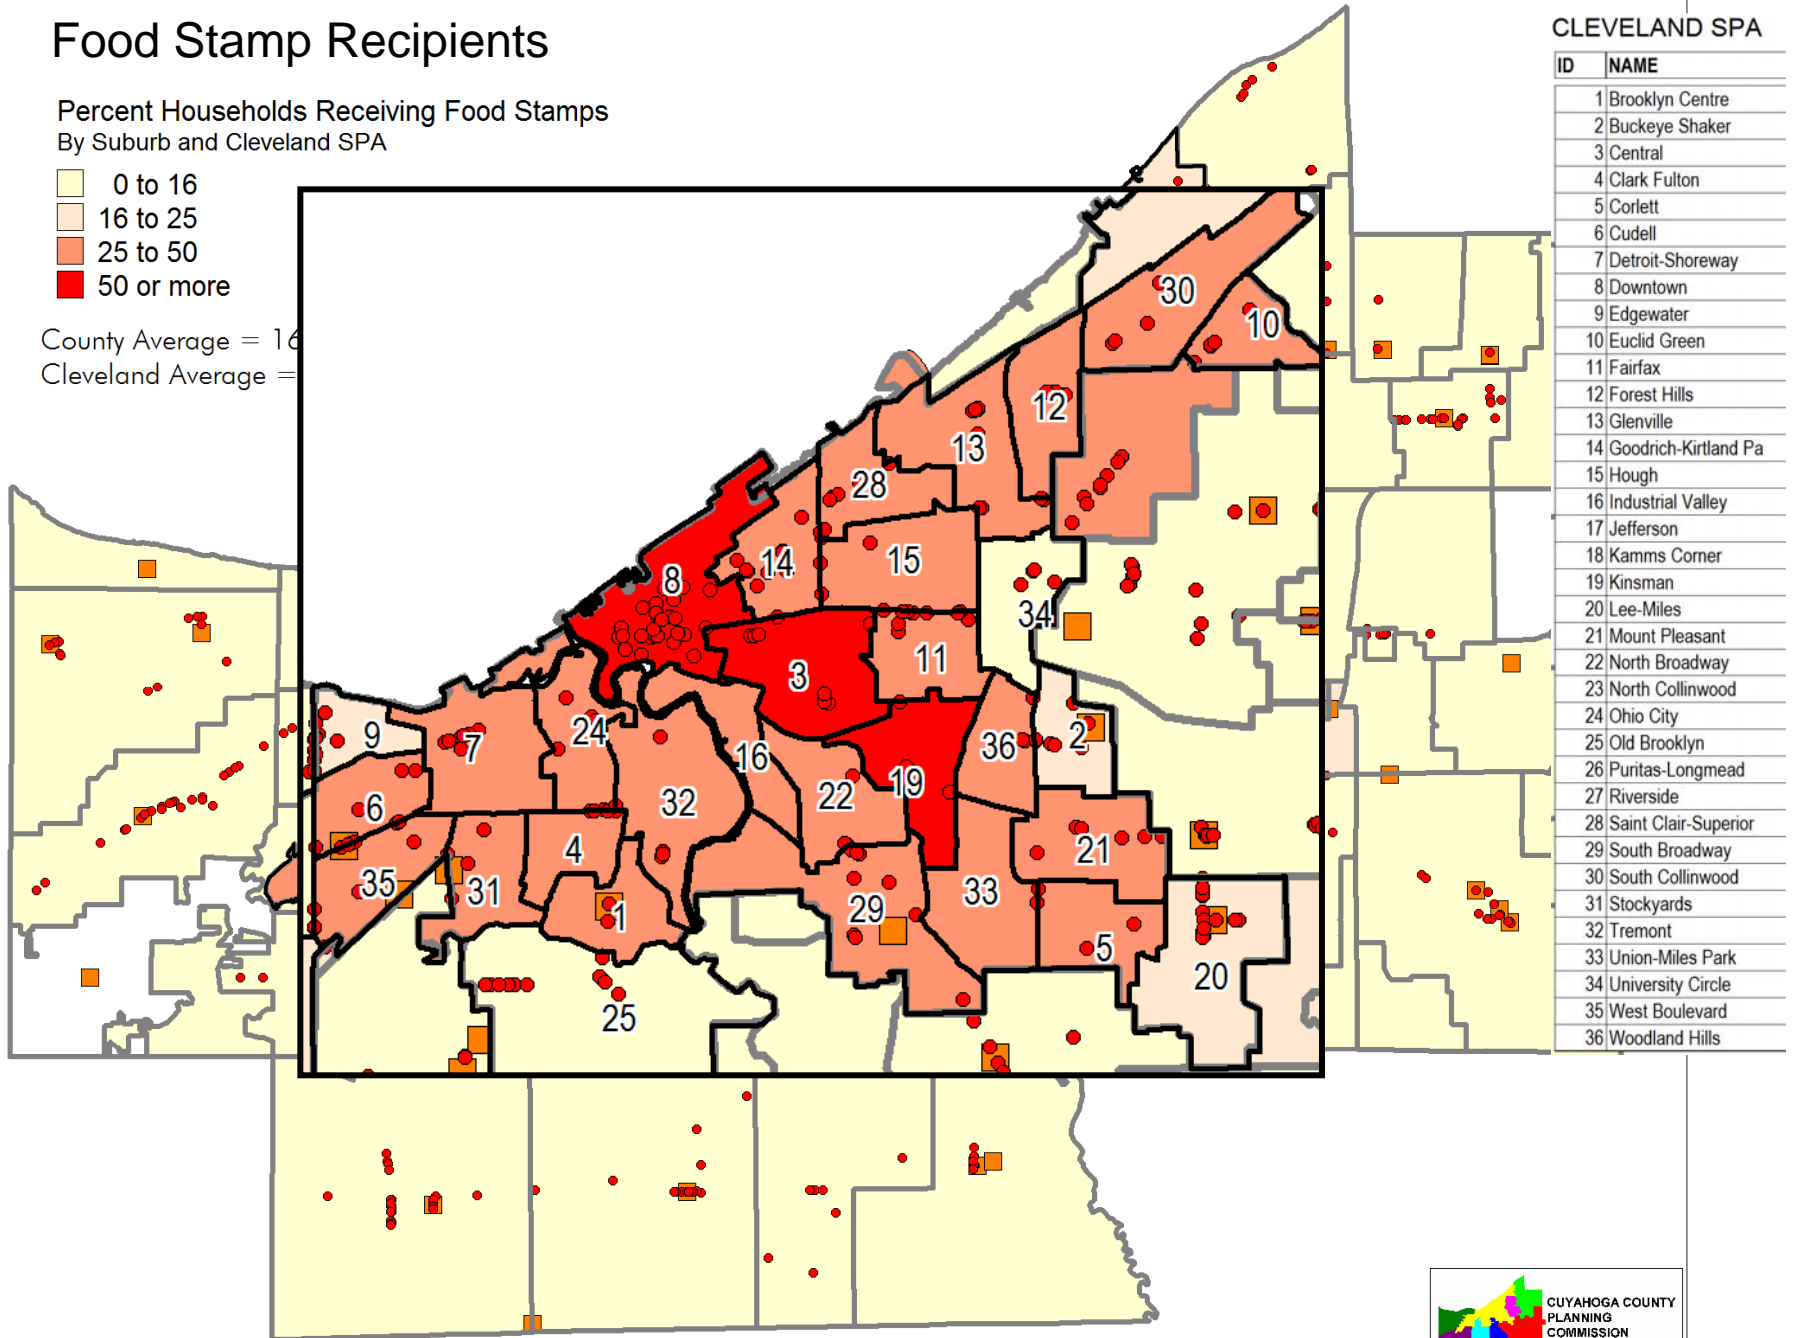 Food Stamp Recipients
Percent Households Receiving Food Stamps
By Suburb and Cleveland SPA
0 to 16
16 to 25
25 to 50
50 or more
County Average = 16
Cleveland Average =
CLEVELAND SPA
ID NAME
1 Brooklyn Centre
2 Buckeye Shaker
3 Central
4 Clark Fulton
5 Corlett
6 Cudell
7 Detroit-Shoreway
8 Downtown
9 Edgewater
10 Euclid Green
11 Fairfax
12 Forest Hills
13 Glenville
14 Goodrich-Kirtland Pa
15 Hough
16 Industrial Valley
17 Jefferson
18 Kamms Corner
19 Kinsman
20 Lee-Miles
21 Mount Pleasant
22 North Broadway
23 North Collinwood
24 Ohio City
25 Old Brooklyn
26 Puritas-Longmead
27 Riverside
28 Saint Clair-Superior
29 South Broadway
30 South Collinwood
31 Stockyards
32 Tremont
33 Union-Miles Park
34 University Circle
35 West Boulevard
36 Woodland Hills
30
10
12
13
28
14
15
8
34
11
3
9
7
24
16
36
2
19
6
32
22
4
21
35
31
1
29
33
5
20
25
CUYAHOGA COUNTY
PLANNING
COMMISSION